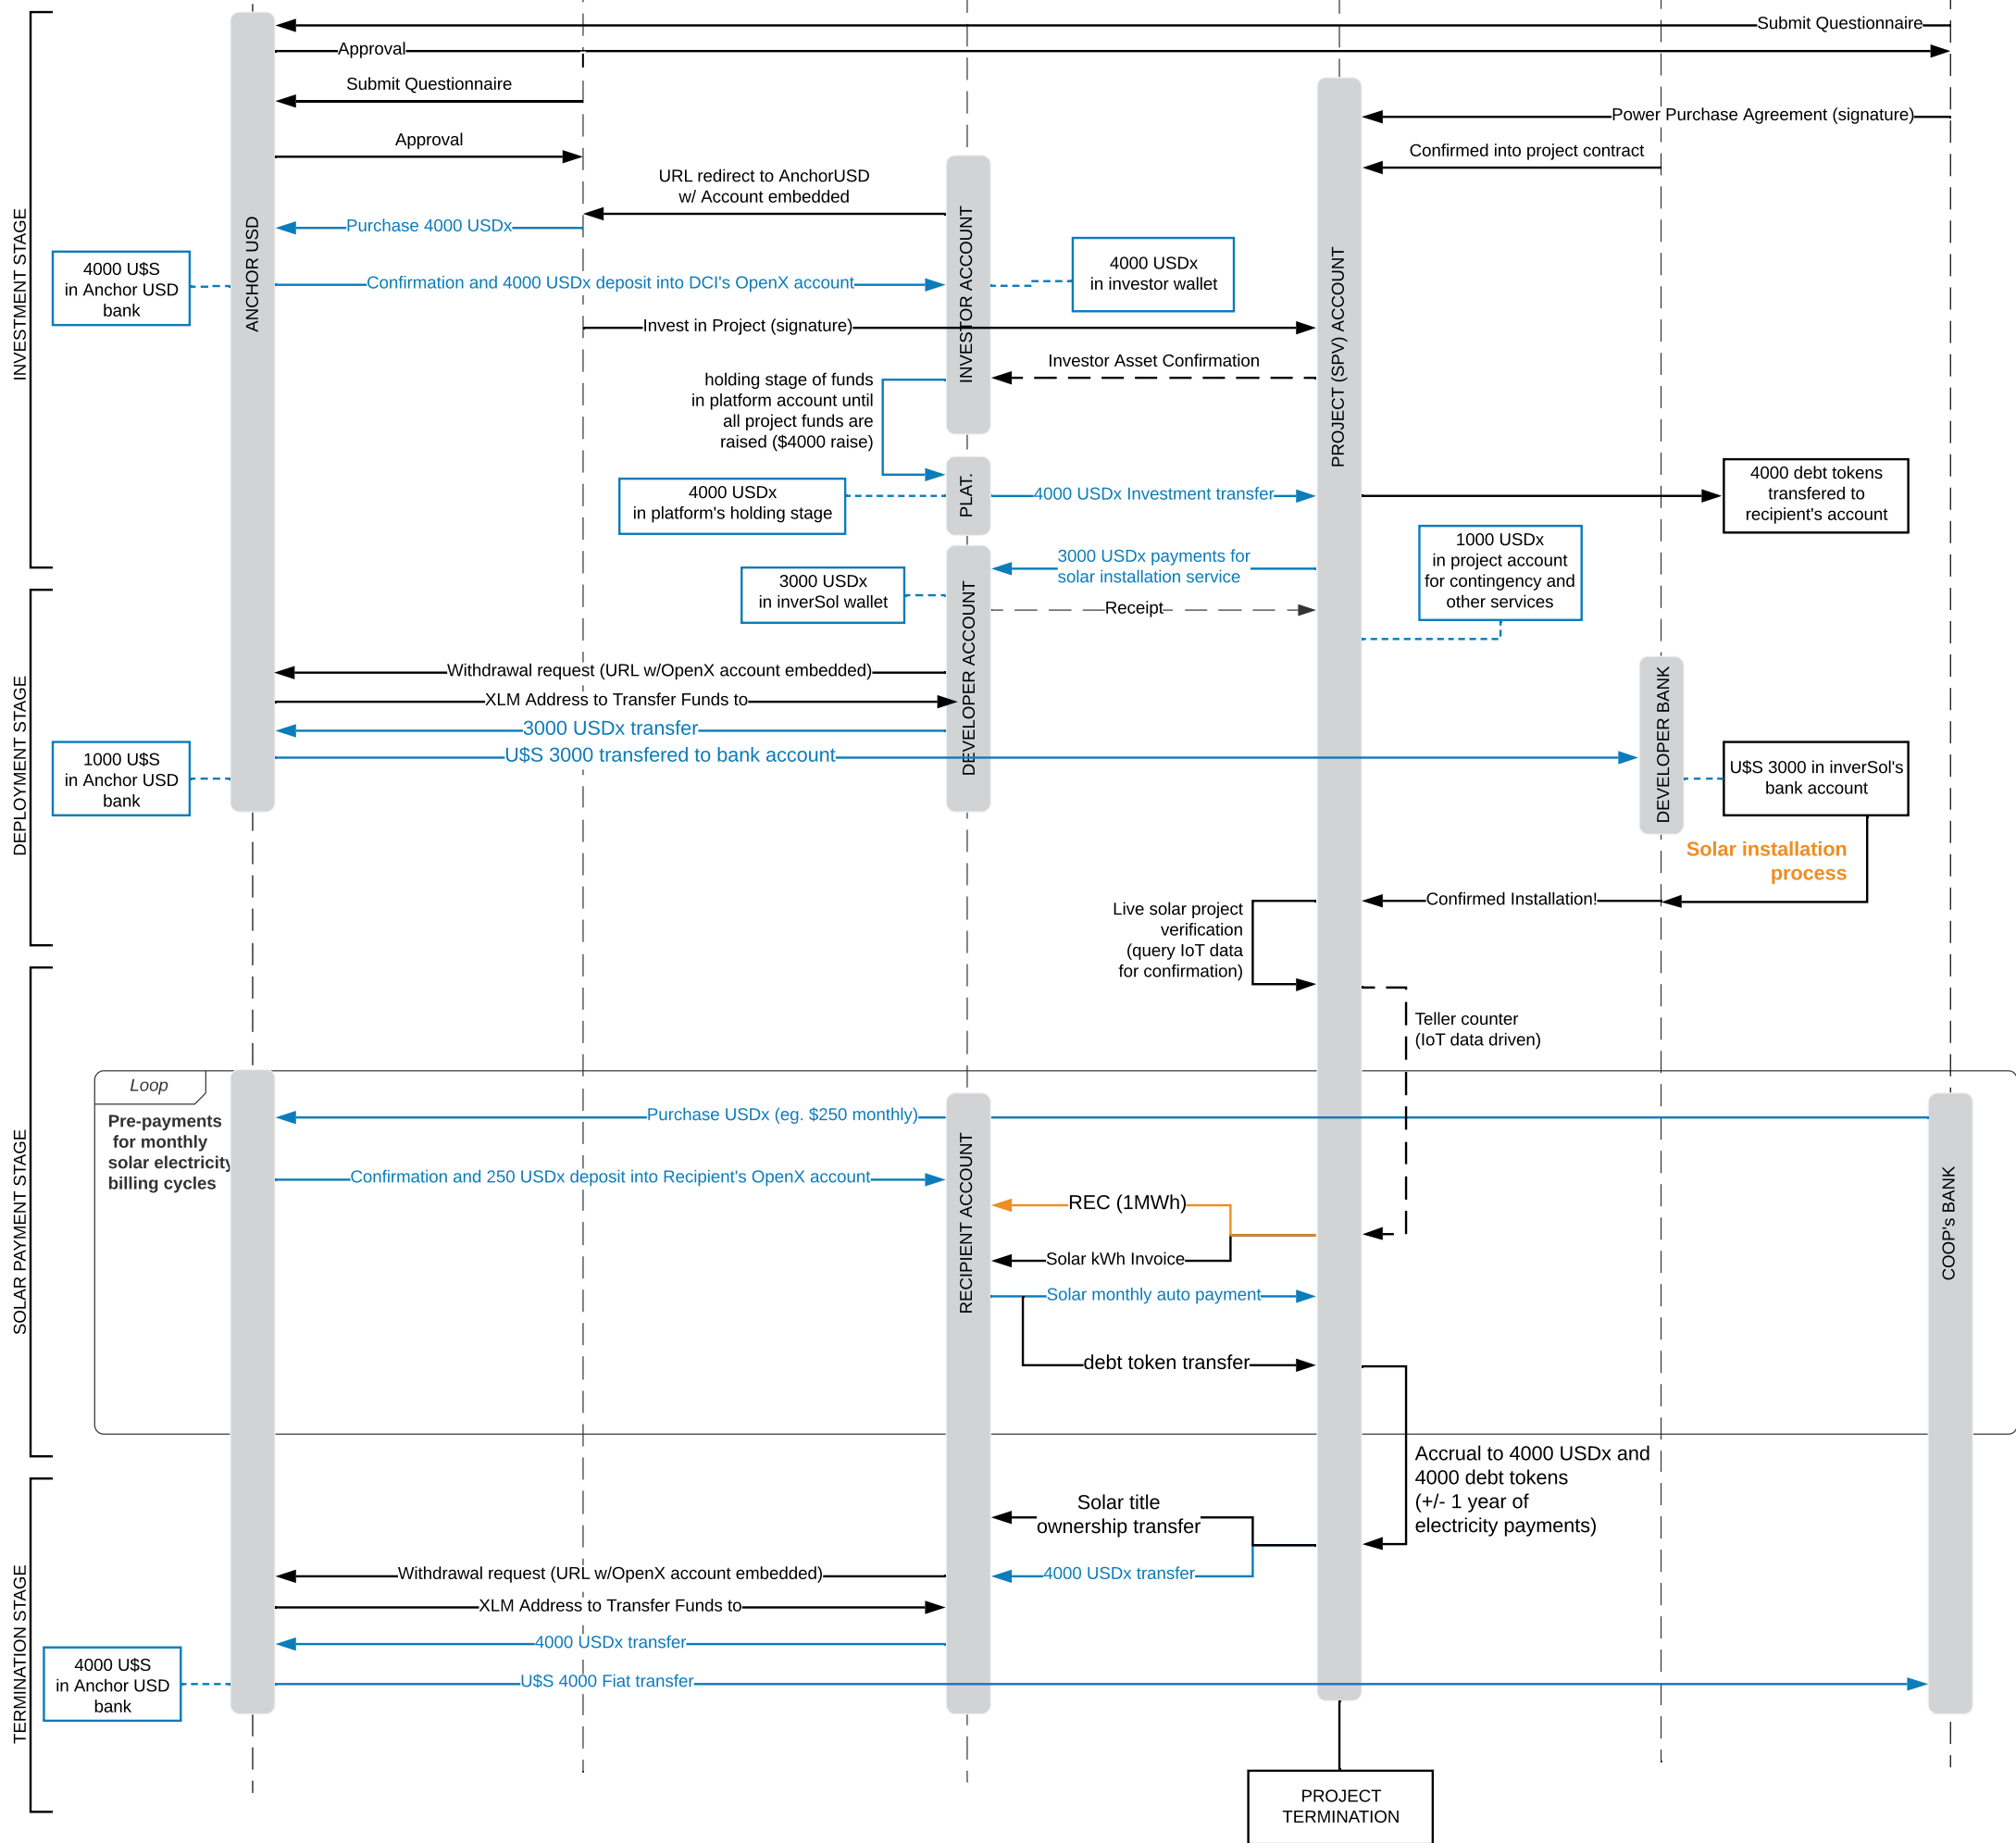 Submit Questionnaire
Approval
Submit Questionnaire
Power Purchase Agreement (signature)
Approval
Confirmed into project contract
URL redirect to AnchorUSD
w/ Account embedded
INVESTMENT STAGE
ANCHOR USD
INVESTOR ACCOUNT
PROJECT (SPV) ACCOUNT
Purchase 4000 USDx
4000 U$S
in Anchor USD
bank
Confirmation and 4000 USDx deposit into DCI's OpenX account
4000 USDx
in investor wallet
Invest in Project (signature)
Investor Asset Confirmation
holding stage of funds
in platform account until
all project funds are
raised ($4000 raise)
PLAT.
4000 USDx
in platform's holding stage
4000 USDx Investment transfer
4000 debt tokens
transfered to
recipient's account
3000 USDx payments for
solar installation service
1000 USDx
in project account
for contingency and
other services
3000 USDx
in inverSol wallet
Receipt
DEPLOYMENT STAGE
DEVELOPER ACCOUNT
DEVELOPER BANK
Withdrawal request (URL w/OpenX account embedded)
XLM Address to Transfer Funds to
3000 USDx transfer
U$S 3000 transfered to bank account
1000 U$S
in Anchor USD
bank
U$S 3000 in inverSol's
bank account
Solar installation
process
Confirmed Installation!
Live solar project
verification
(query IoT data
for confirmation)
Teller counter
(IoT data driven)
SOLAR PAYMENT STAGE
Loop
Pre-payments
for monthly
solar electricity
billing cycles
Purchase USDx (eg. $250 monthly)
RECIPIENT ACCOUNT
COOP's BANK
Confirmation and 250 USDx deposit into Recipient's OpenX account
REC (1MWh)
Solar kWh Invoice
Solar monthly auto payment
debt token transfer
Accrual to 4000 USDx and
4000 debt tokens
(+/- 1 year of
electricity payments)
TERMINATION STAGE
Solar title
ownership transfer
Withdrawal request (URL w/OpenX account embedded)
4000 USDx transfer
XLM Address to Transfer Funds to
4000 USDx transfer
4000 U$S
in Anchor USD
bank
U$S 4000 Fiat transfer
PROJECT
TERMINATION